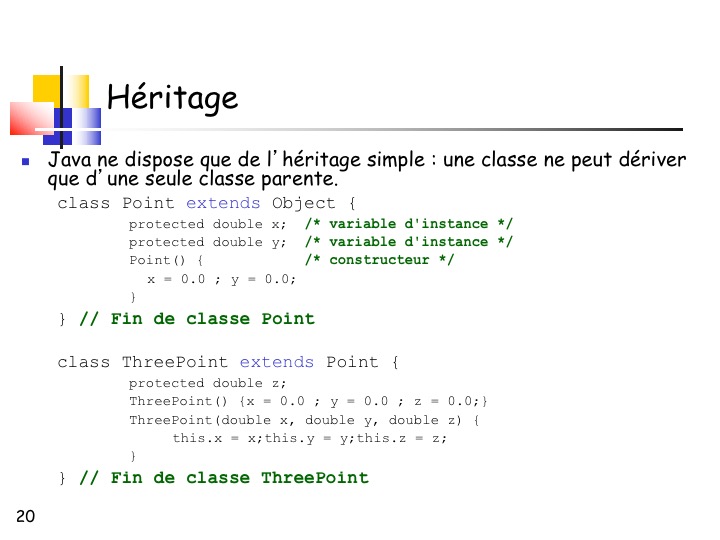 Héritage
Java ne dispose que de l’héritage simple : une classe ne peut dériver
que d’une seule classe parente.
class Point extends Object {
protected double x; /* variable d'instance */
protected double y; /* variable d'instance */
Point() { /* constructeur */
x = 0.0 ; y = 0.0;
}
} // Fin de classe Point
class ThreePoint extends Point {
protected double z;
ThreePoint() {x = 0.0 ; y = 0.0 ; z = 0.0;}
ThreePoint(double x, double y, double z) {
this.x = x;this.y = y;this.z = z;
}
} // Fin de classe ThreePoint
20